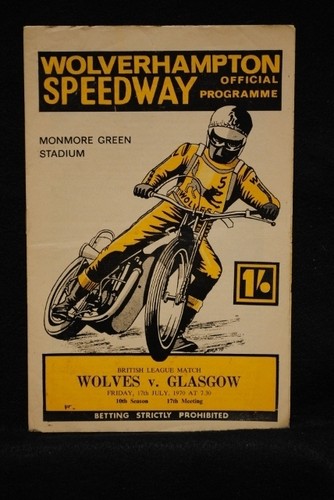 WOLVERHAMPTON
SPEEDWAY OFFICIAL PROGRAMME
MONMORE GREEN
STADIUM
WOLVES
1/-
BRITISH LEAGUE MATCH
WOLVES v. GLASGOW
FRIDAY, 17th JULY, 1970 AT 7.30
10th Season 17th Meeting
BETTING STRICTLY PROHIBITED